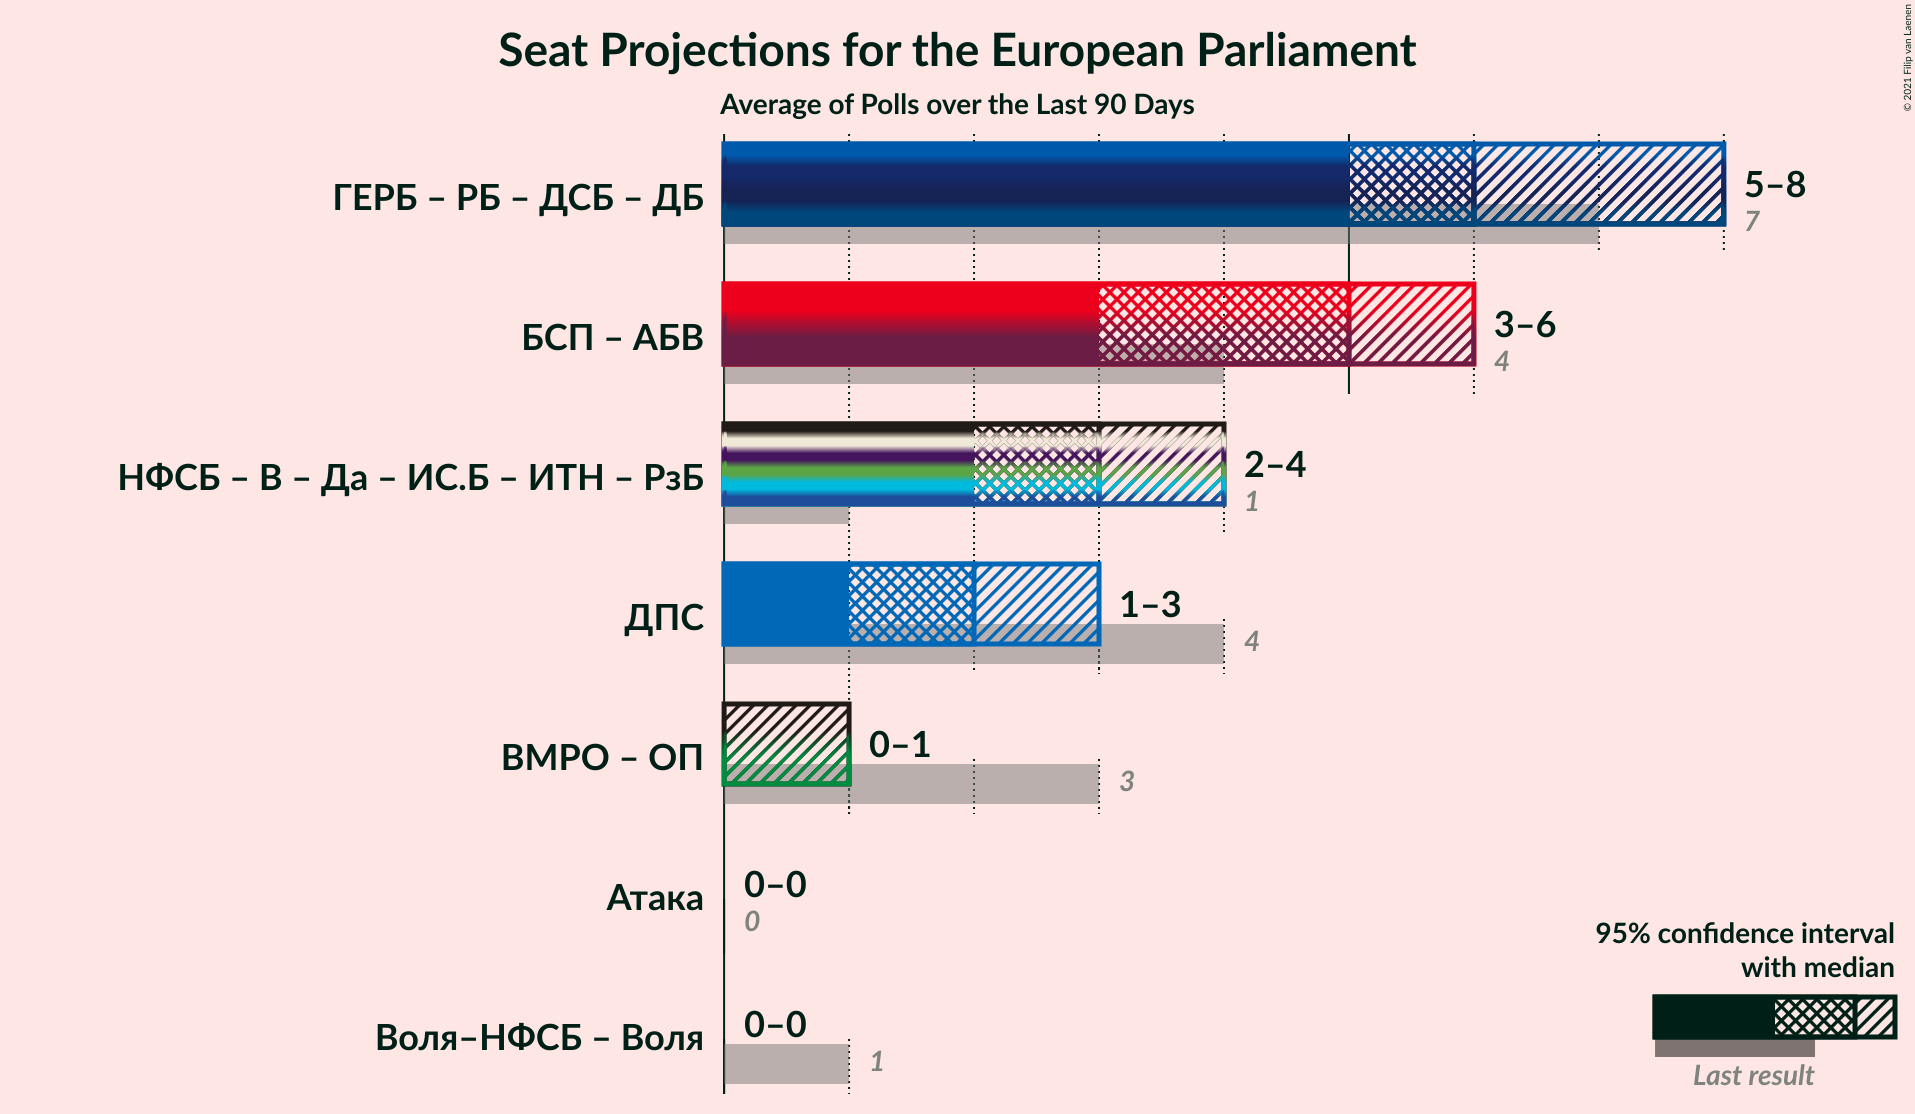 Seat Projections for the European Parliament
Average of Polls over the Last 90 Days
© 2021 Filip van Laenen
ГЕРБ – РБ – ДСБ – ДБ
5–8
7
БСП – АБВ
3–6
4
НФСБ – В – Да – ИС.Б – ИТН – РзБ
2–4
1
ДПС
1–3
4
ВМРО – ОП
0–1
3
Атака
0–0
0
Воля–НФСБ – Воля
0–0
1
95% confidence interval
with median
Last result